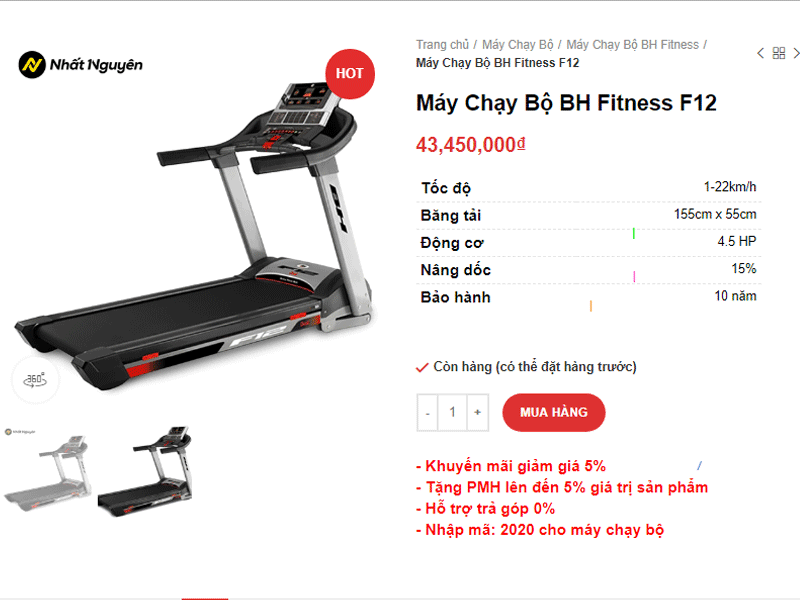 Nhất Nguyên
HOT
Trang chủ / Máy Chạy Bộ / Máy Chạy Bộ BH Fitness /
Máy Chạy Bộ BH Fitness F12
Máy Chạy Bộ BH Fitness F12
43,450,000₫
Tốc độ 1-22km/h
Băng tải 155cm x 55cm
Động cơ 4.5 HP
Nâng dốc 15%
Bảo hành 10 năm
BH
F12
360°
Còn hàng (có thể đặt hàng trước)
- 1 +
MUA HÀNG
- Khuyến mãi giảm giá 5%
- Tặng PMH lên đến 5% giá trị sản phẩm
- Hỗ trợ trả góp 0%
- Nhập mã: 2020 cho máy chạy bộ